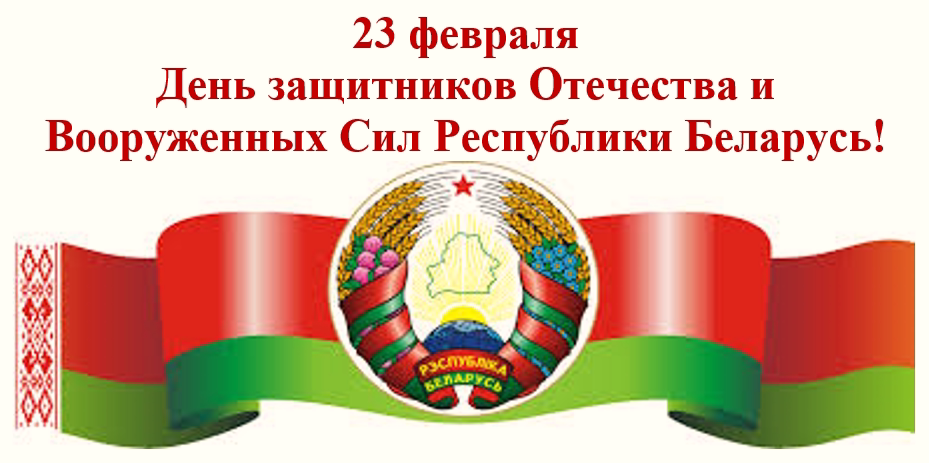 23 февраля
День защитников Отечества и
Вооруженных Сил Республики Беларусь!
РЭСПУБЛІКА
БЕЛАРУСЬ